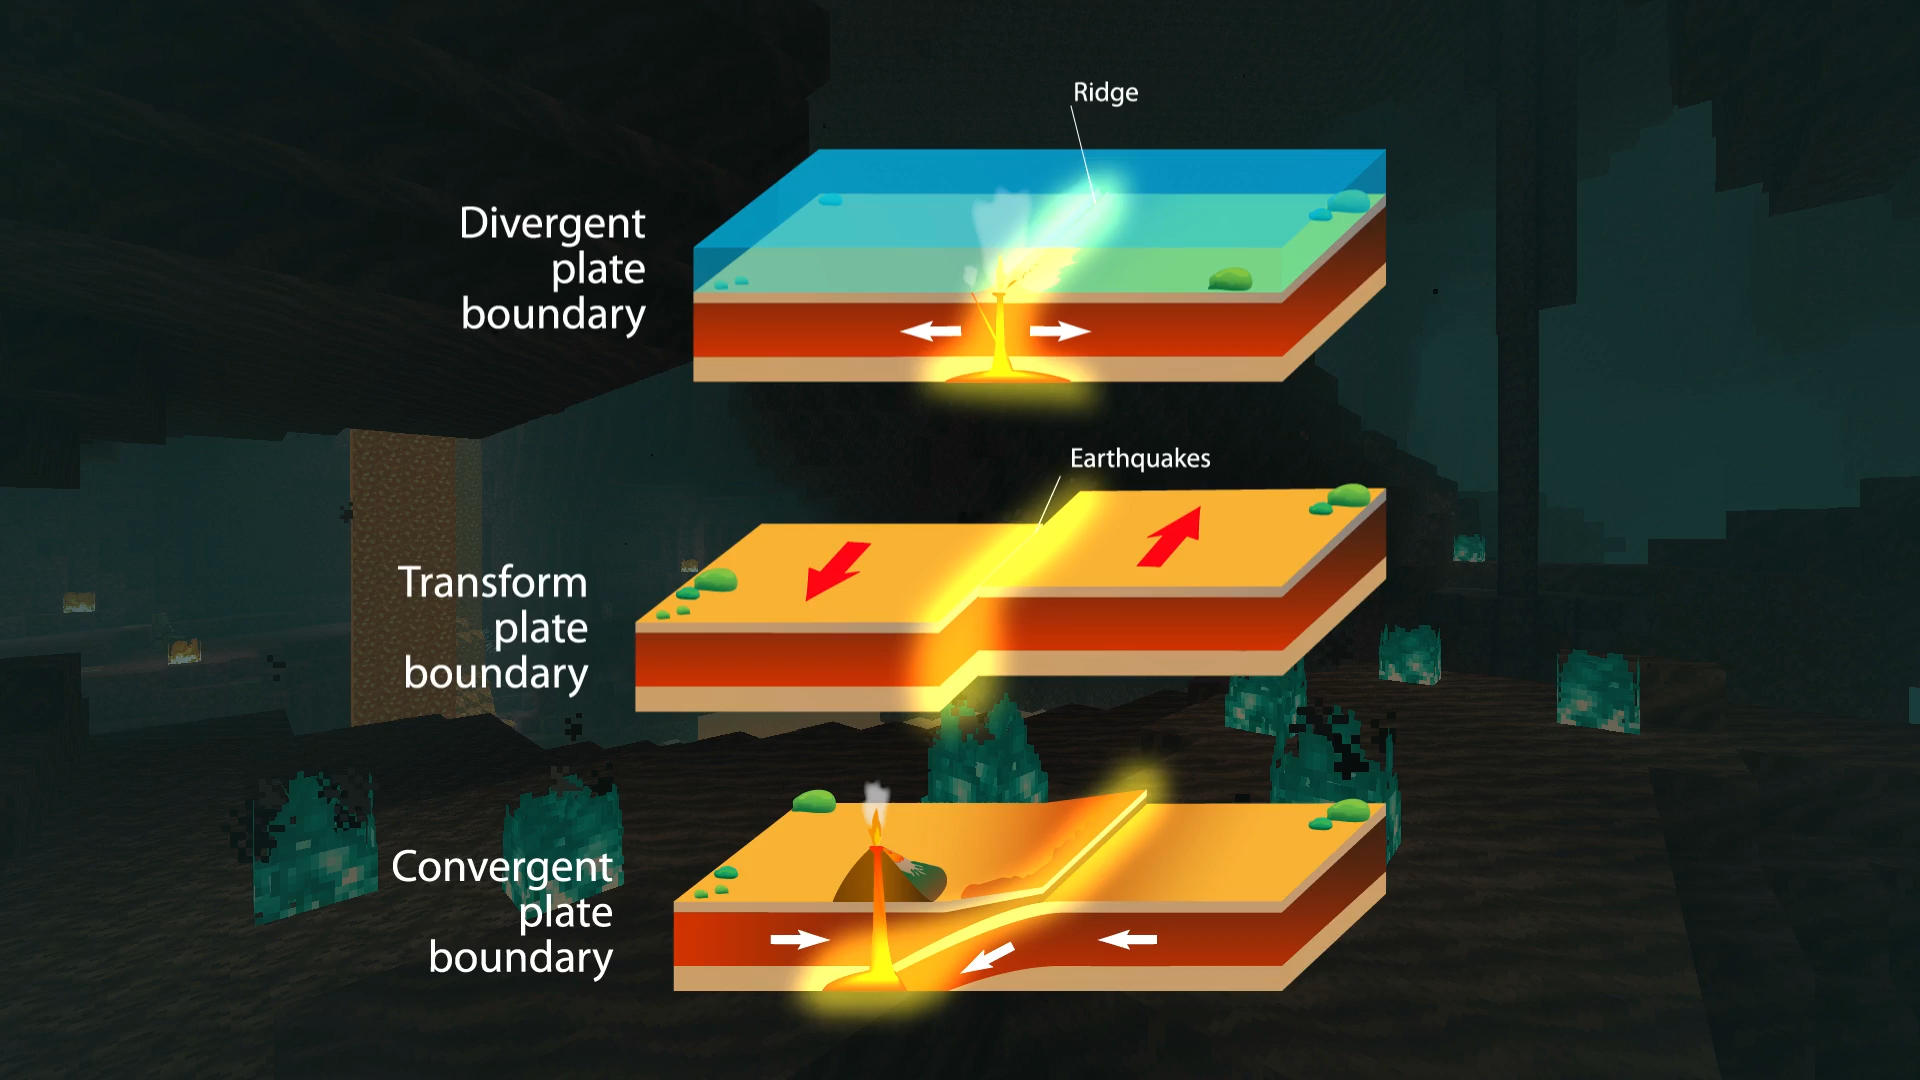 Ridge
Divergent
plate
boundary
Earthquakes
Transform
plate
boundary
Convergent
plate
boundary